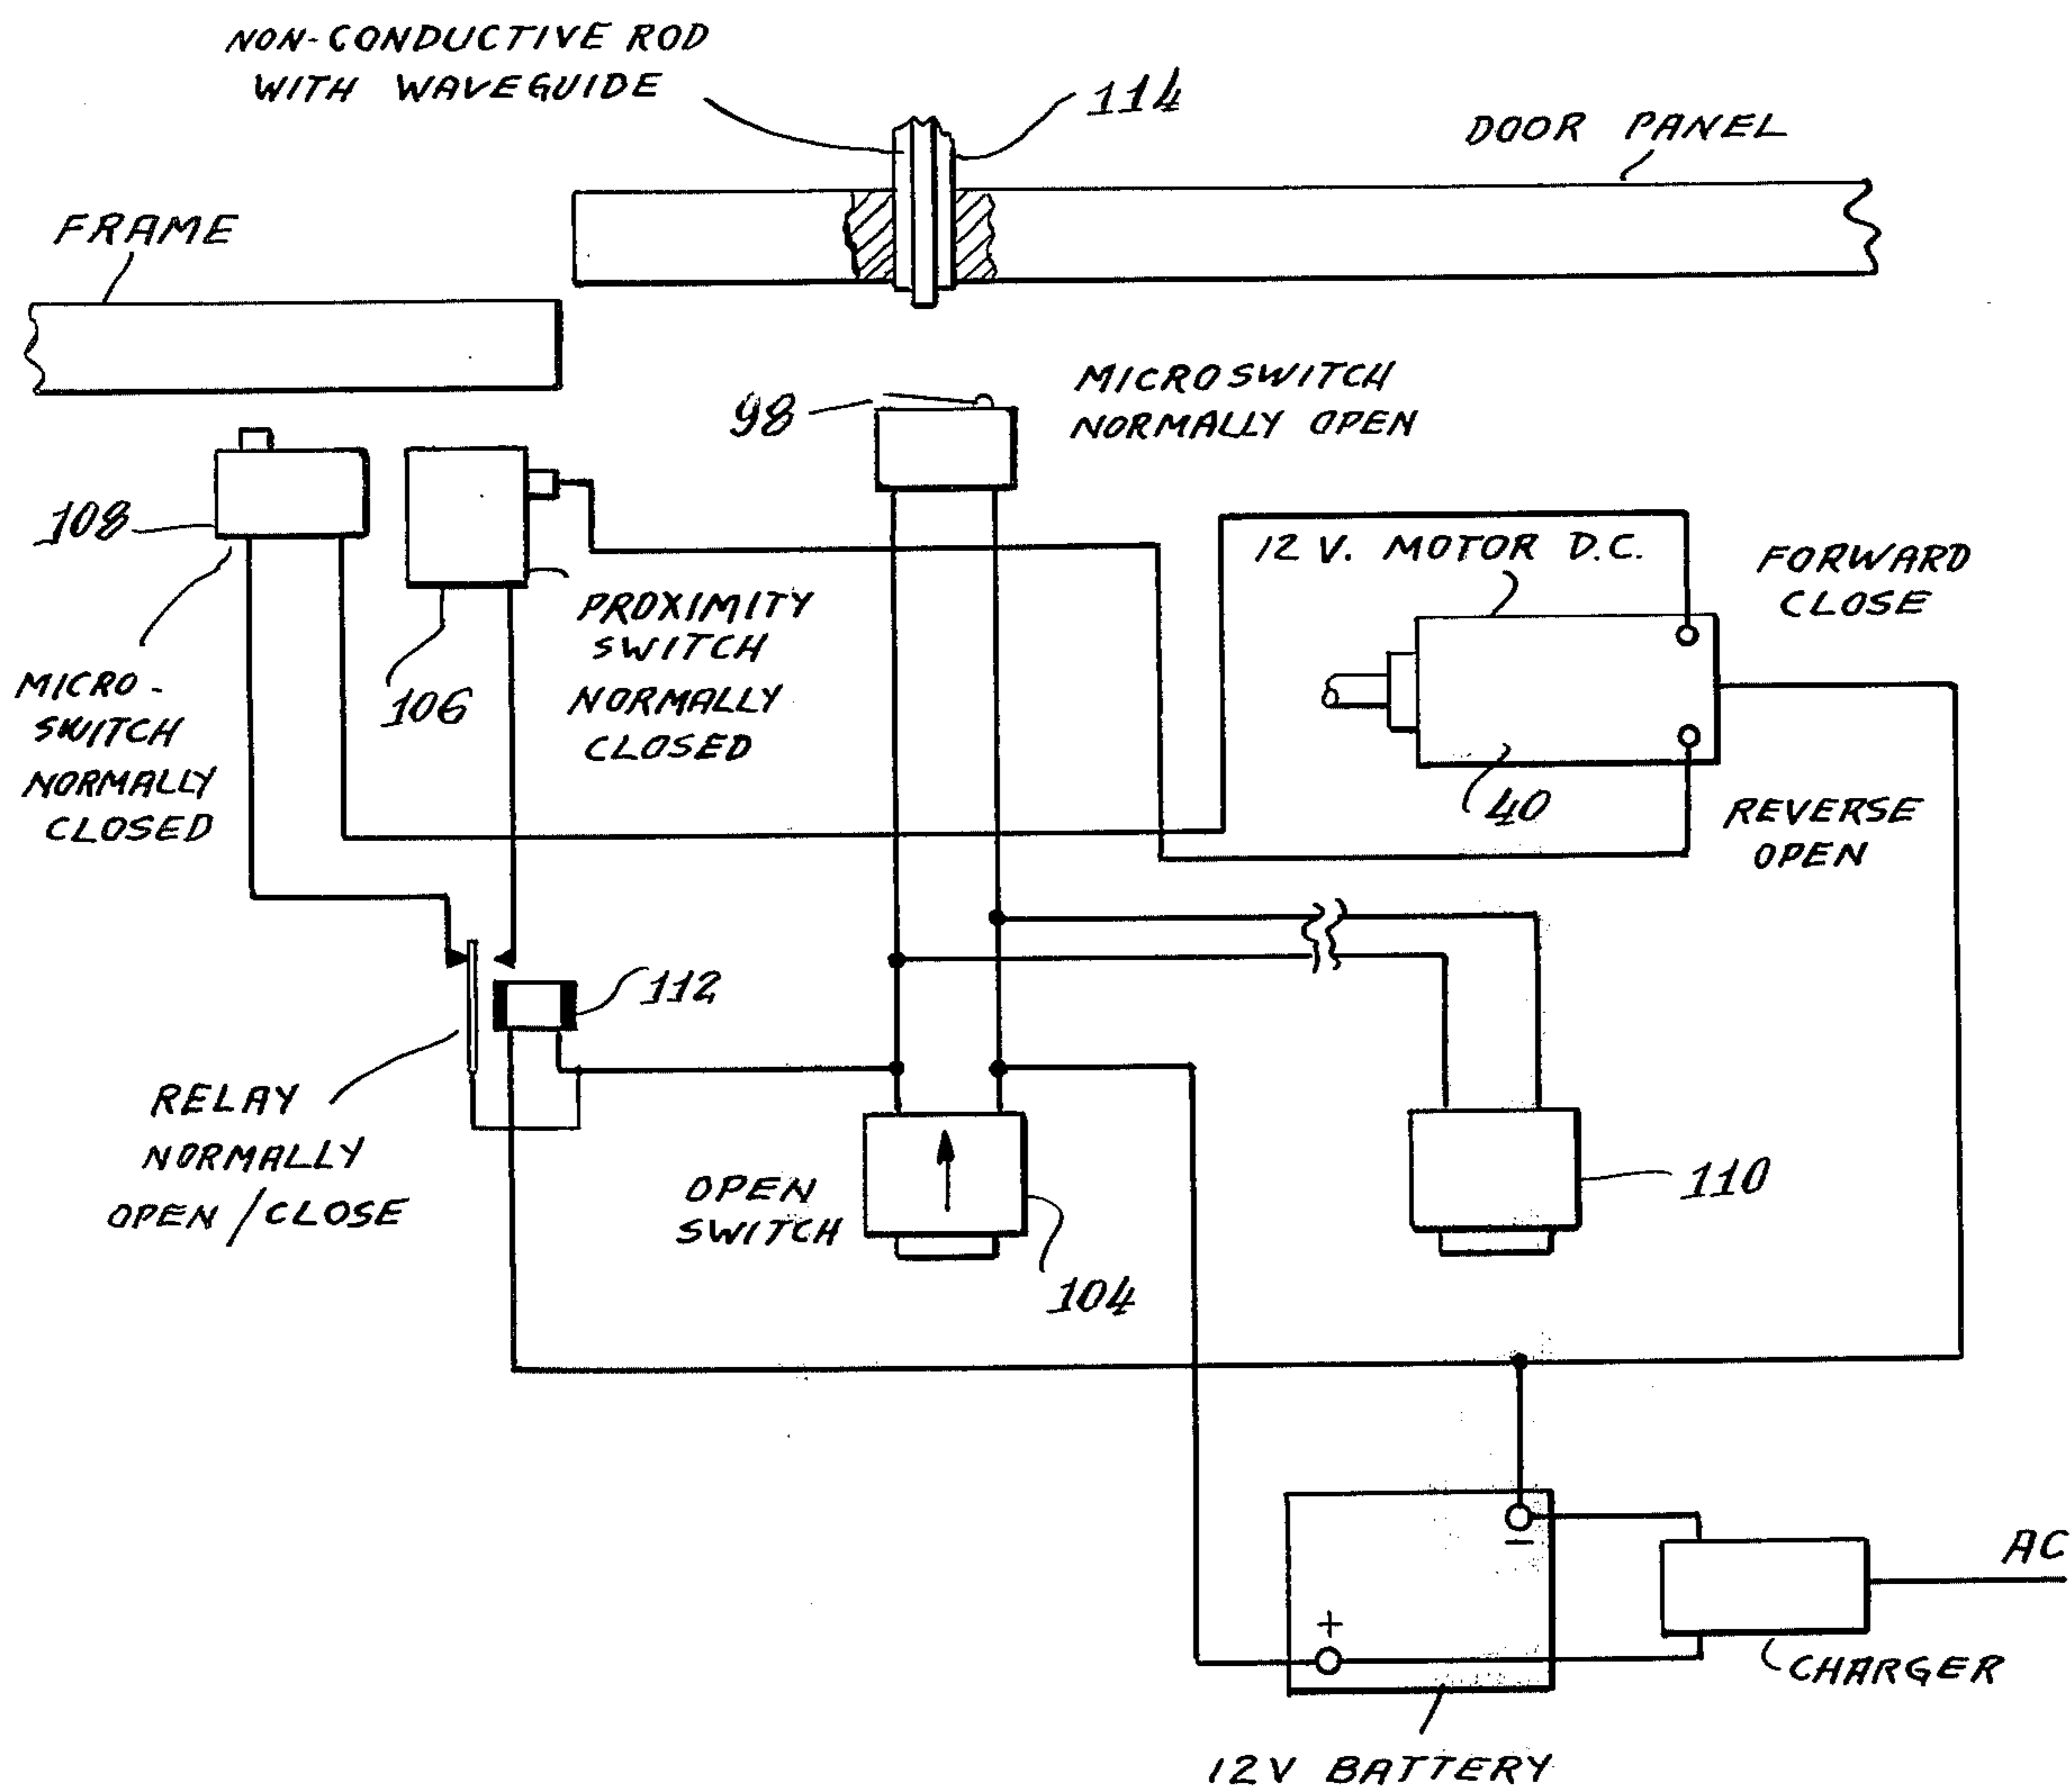 NON-CONDUCTIVE ROD
WITH WAVEGUIDE
114
DOOR PANEL
FRAME
98
MICROSWITCH
NORMALLY OPEN
108
12 V. MOTOR D.C.
FORWARD
CLOSE
PROXIMITY
SWITCH
NORMALLY
CLOSED
106
MICRO-
SWITCH
NORMALLY
CLOSED
40
REVERSE
OPEN
112
RELAY
NORMALLY
OPEN/CLOSE
OPEN
SWITCH
104
110
−
+
AC
CHARGER
12V BATTERY